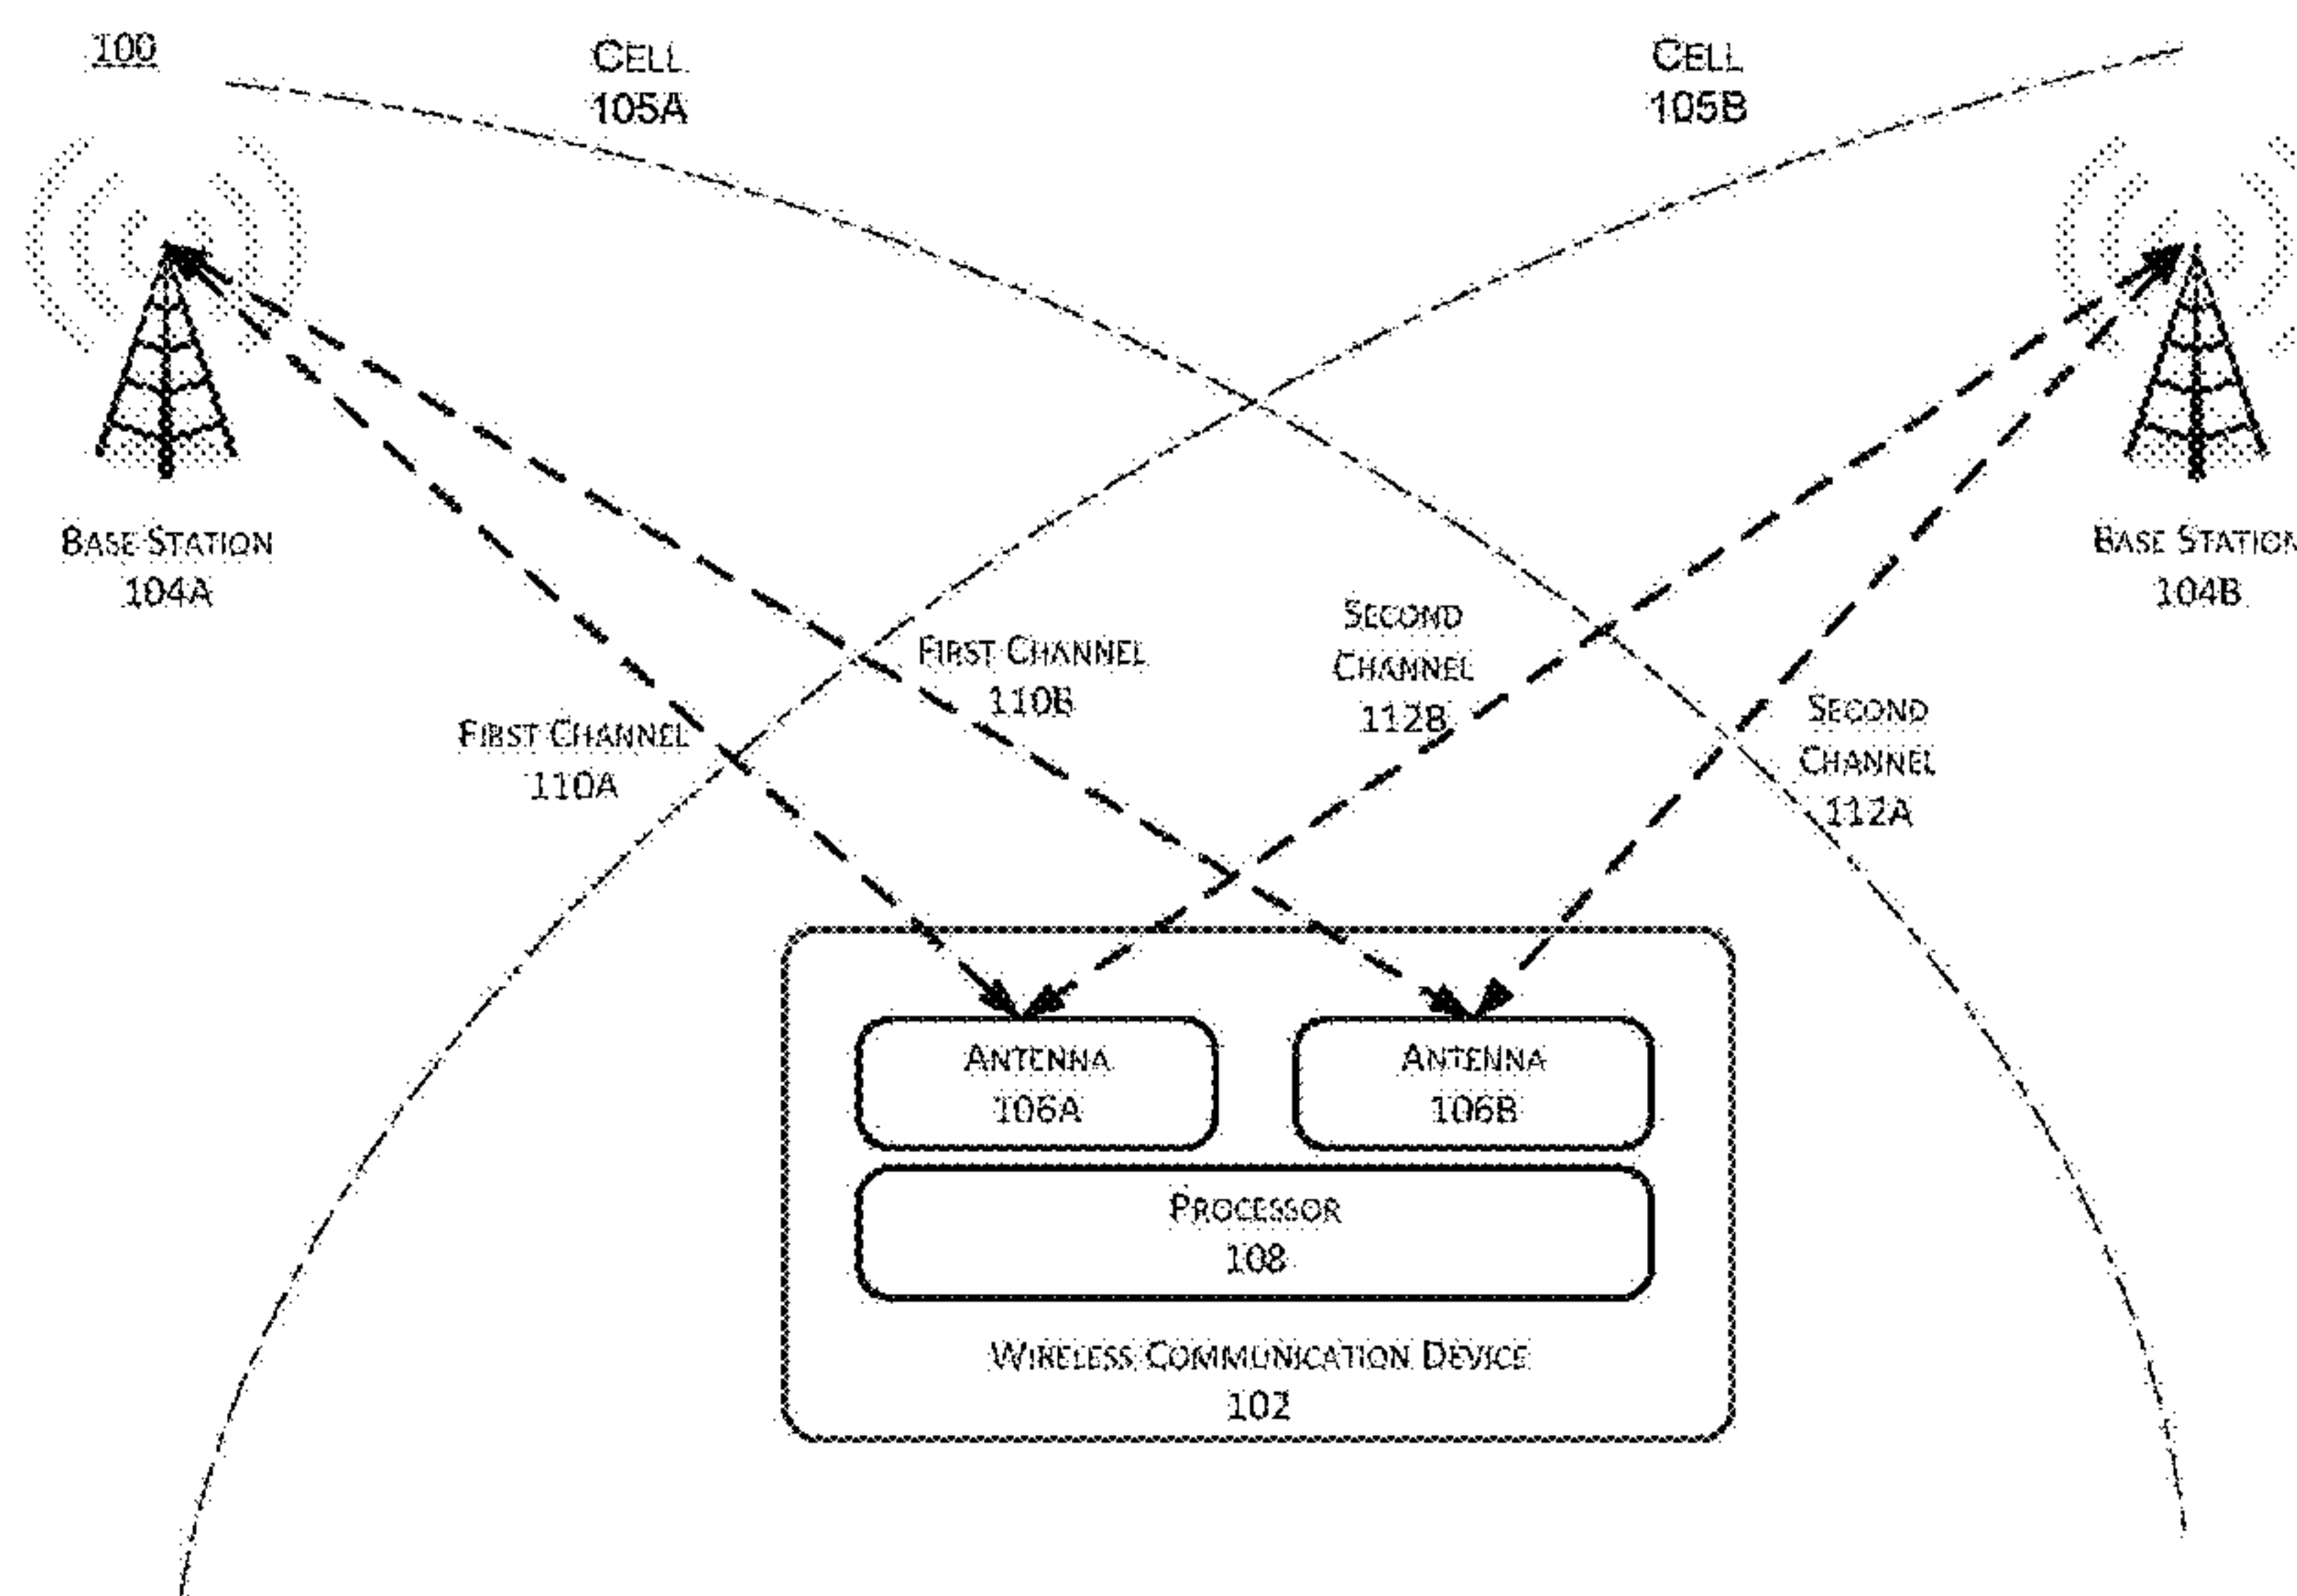 100
CELL
105A
CELL
105B
BASE STATION
104A
BASE STATION
104B
FIRST CHANNEL
110B
SECOND
CHANNEL
112B
FIRST CHANNEL
110A
SECOND
CHANNEL
112A
ANTENNA
106A
ANTENNA
106B
PROCESSOR
108
WIRELESS COMMUNICATION DEVICE
102